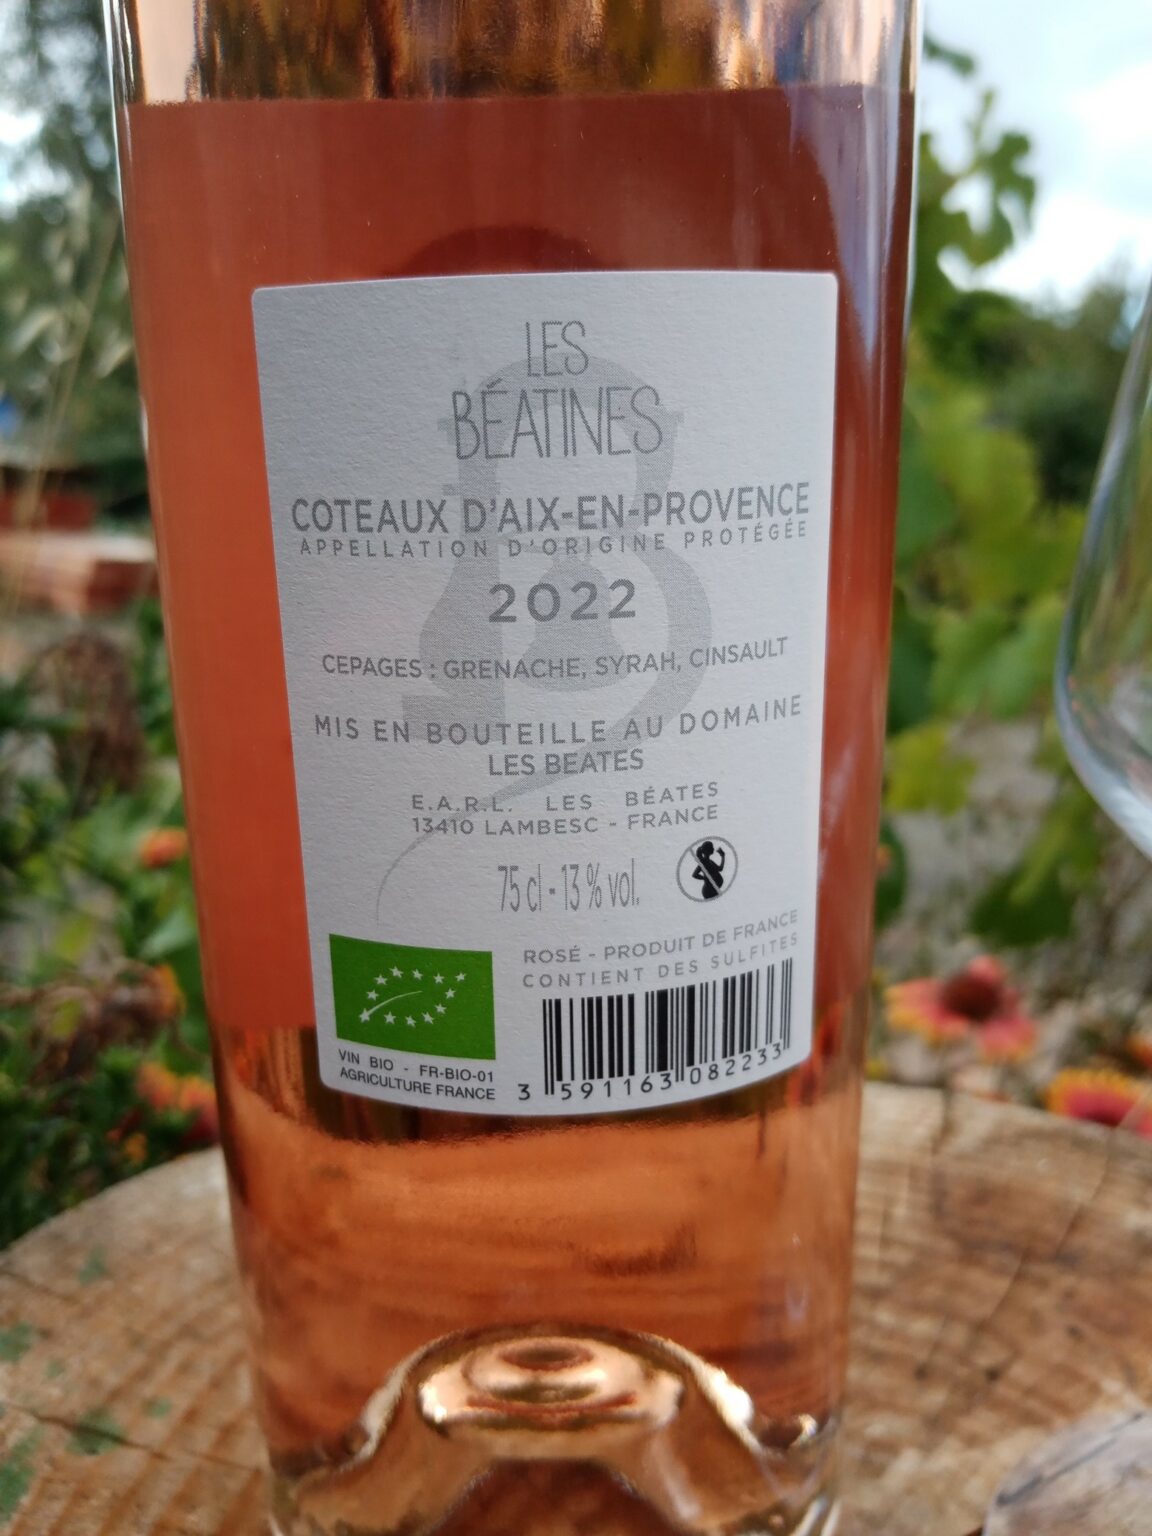 LES
BÉATINES
COTEAUX D'AIX-EN-PROVENCE
APPELLATION D'ORIGINE PROTÉGÉE
2022
CEPAGES : GRENACHE, SYRAH, CINSAULT
MIS EN BOUTEILLE AU DOMAINE
LES BEATES
E.A.R.L. LES BÉATES
13410 LAMBESC - FRANCE
75 cl - 13 % vol.
ROSÉ - PRODUIT DE FRANCE
CONTIENT DES SULFITES
VIN BIO - FR-BIO-01
AGRICULTURE FRANCE
3 591163 082233